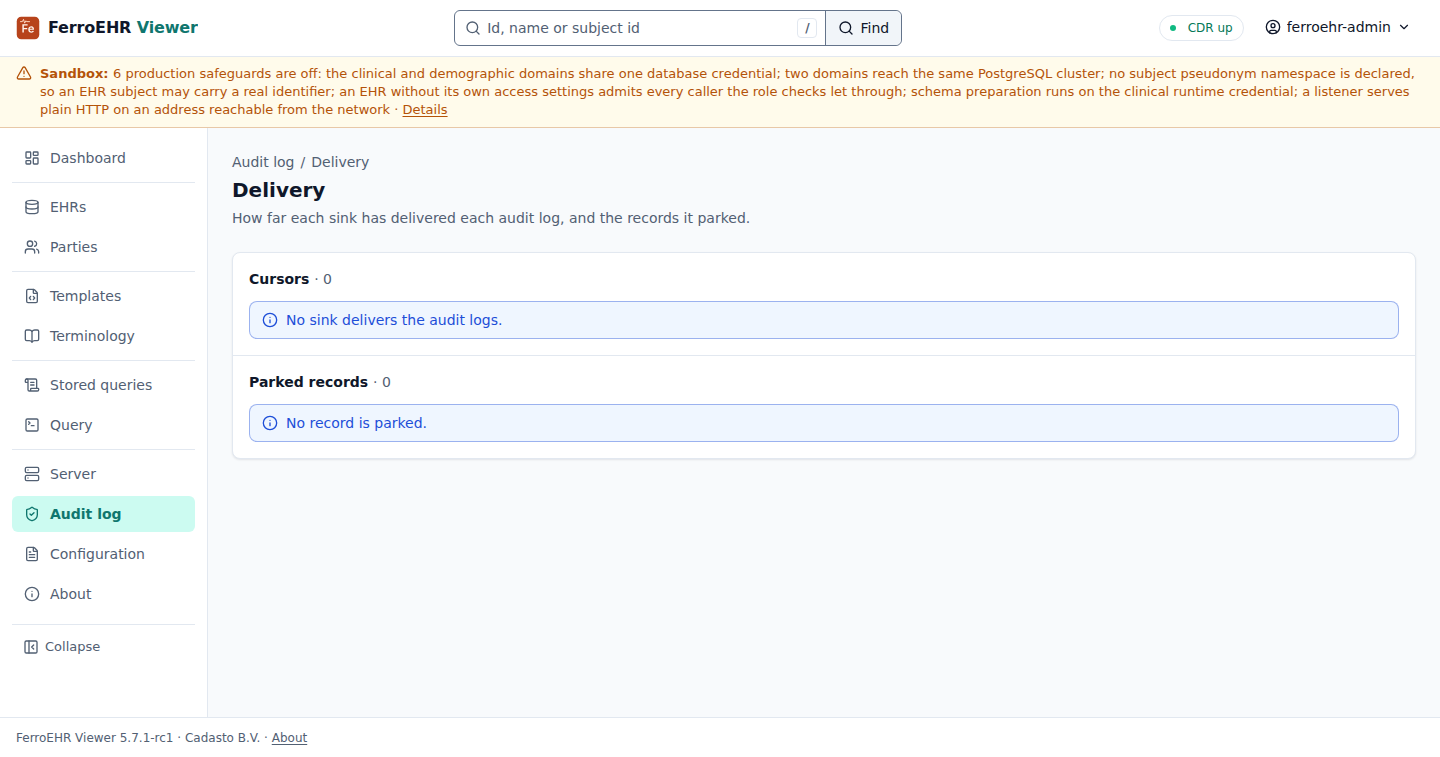 Fe
FerroEHR Viewer
Id, name or subject id
/
Find
CDR up
ferroehr-admin
Sandbox: 6 production safeguards are off: the clinical and demographic domains share one database credential; two domains reach the same PostgreSQL cluster; no subject pseudonym namespace is declared,
so an EHR subject may carry a real identifier; an EHR without its own access settings admits every caller the role checks let through; schema preparation runs on the clinical runtime credential; a listener serves
plain HTTP on an address reachable from the network · Details
Dashboard
EHRs
Parties
Templates
Terminology
Stored queries
Query
Server
Audit log
Configuration
About
Collapse
Audit log / Delivery
Delivery
How far each sink has delivered each audit log, and the records it parked.
Cursors · 0
No sink delivers the audit logs.
Parked records · 0
No record is parked.
FerroEHR Viewer 5.7.1-rc1 · Cadasto B.V. · About